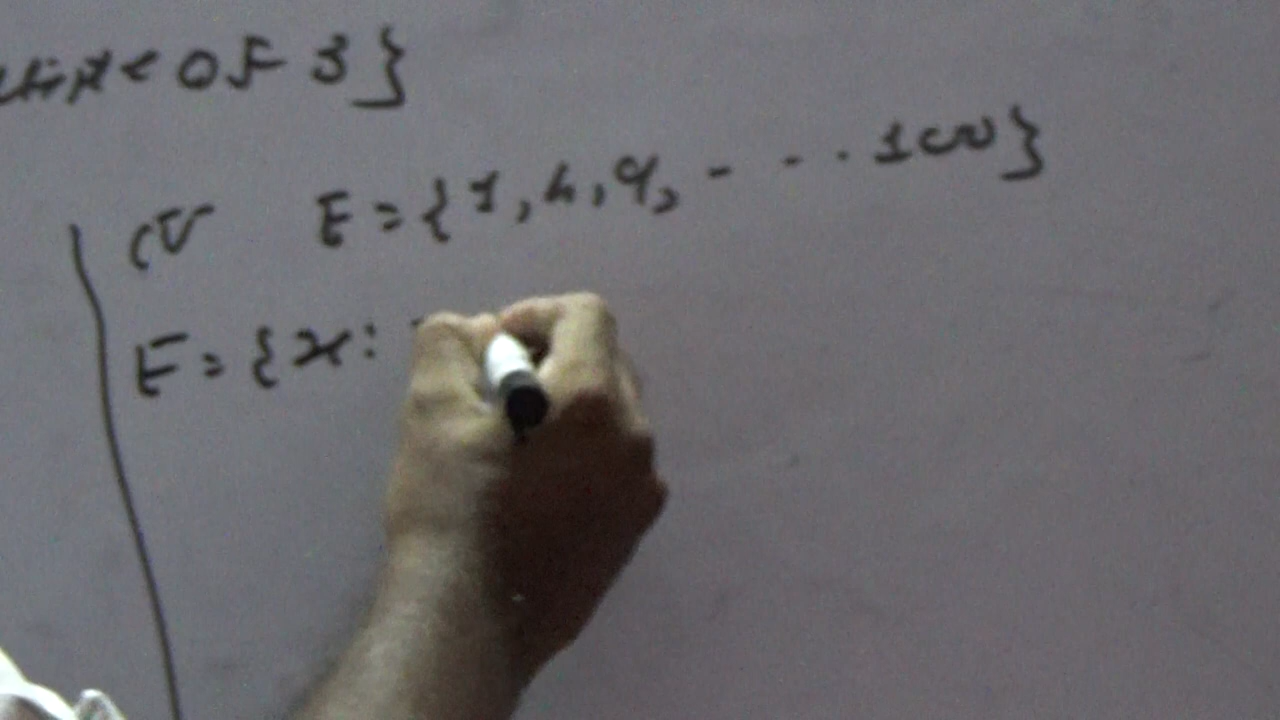 of 3}
(V E = {1, 4, 9, - - .. 100}
E = {x: